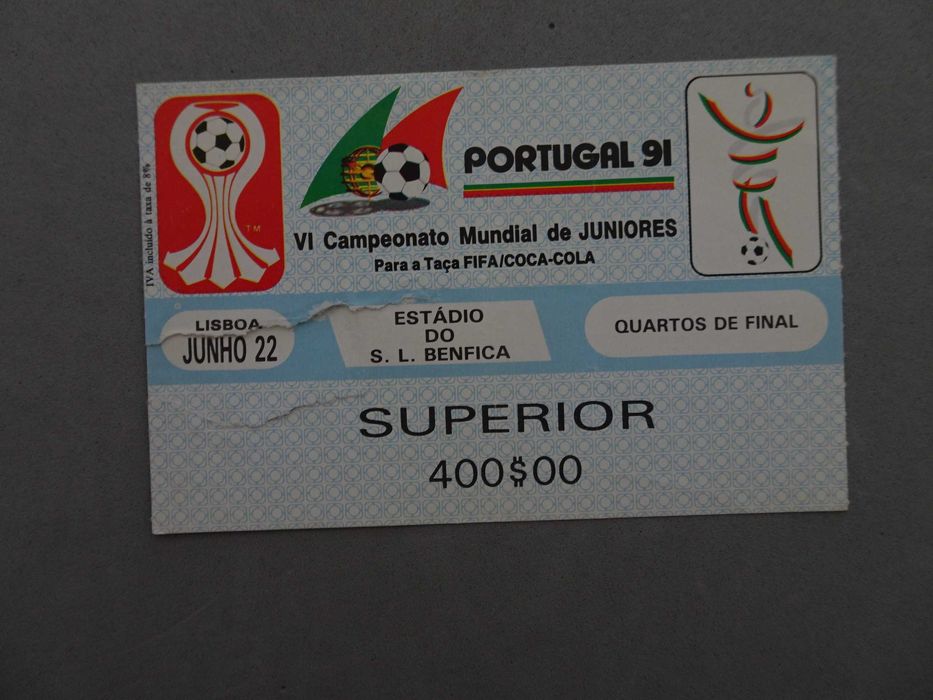 IVA incluído à taxa de 8%
TM
PORTUGAL 91
VI Campeonato Mundial de JUNIORES
Para a Taça FIFA/COCA-COLA
LISBOA
JUNHO 22
ESTÁDIO
DO
S. L. BENFICA
QUARTOS DE FINAL
SUPERIOR
400$00